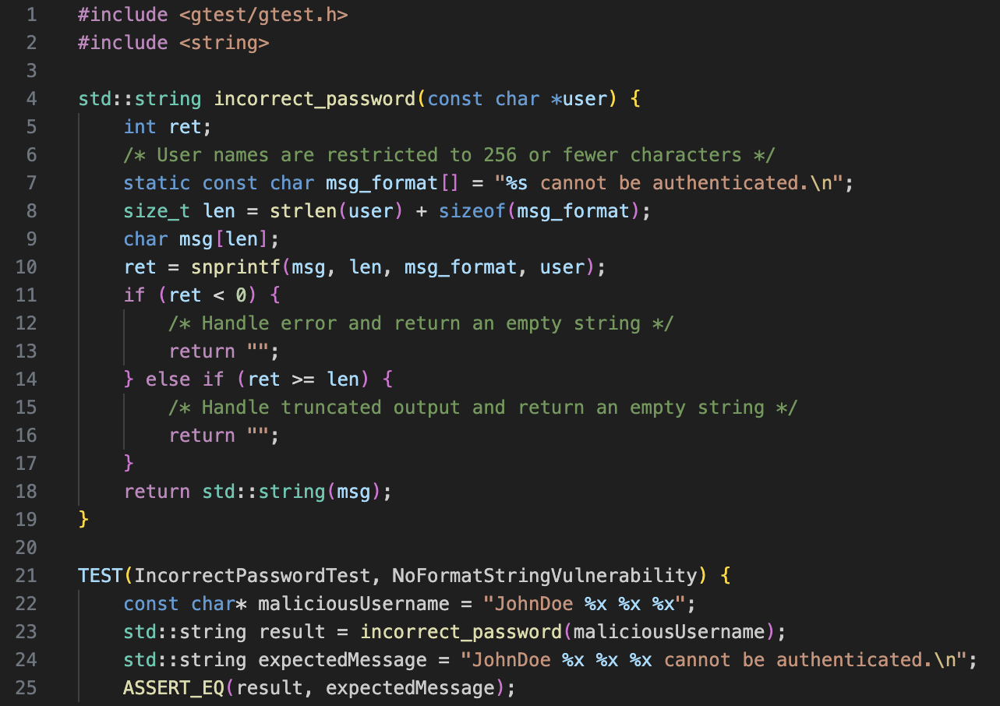 1 #include <gtest/gtest.h>
2 #include <string>
3
4 std::string incorrect_password(const char *user) {
5     int ret;
6     /* User names are restricted to 256 or fewer characters */
7     static const char msg_format[] = "%s cannot be authenticated.\n";
8     size_t len = strlen(user) + sizeof(msg_format);
9     char msg[len];
10     ret = snprintf(msg, len, msg_format, user);
11     if (ret < 0) {
12         /* Handle error and return an empty string */
13         return "";
14     } else if (ret >= len) {
15         /* Handle truncated output and return an empty string */
16         return "";
17     }
18     return std::string(msg);
19 }
20
21 TEST(IncorrectPasswordTest, NoFormatStringVulnerability) {
22     const char* maliciousUsername = "JohnDoe %x %x %x";
23     std::string result = incorrect_password(maliciousUsername);
24     std::string expectedMessage = "JohnDoe %x %x %x cannot be authenticated.\n";
25     ASSERT_EQ(result, expectedMessage);